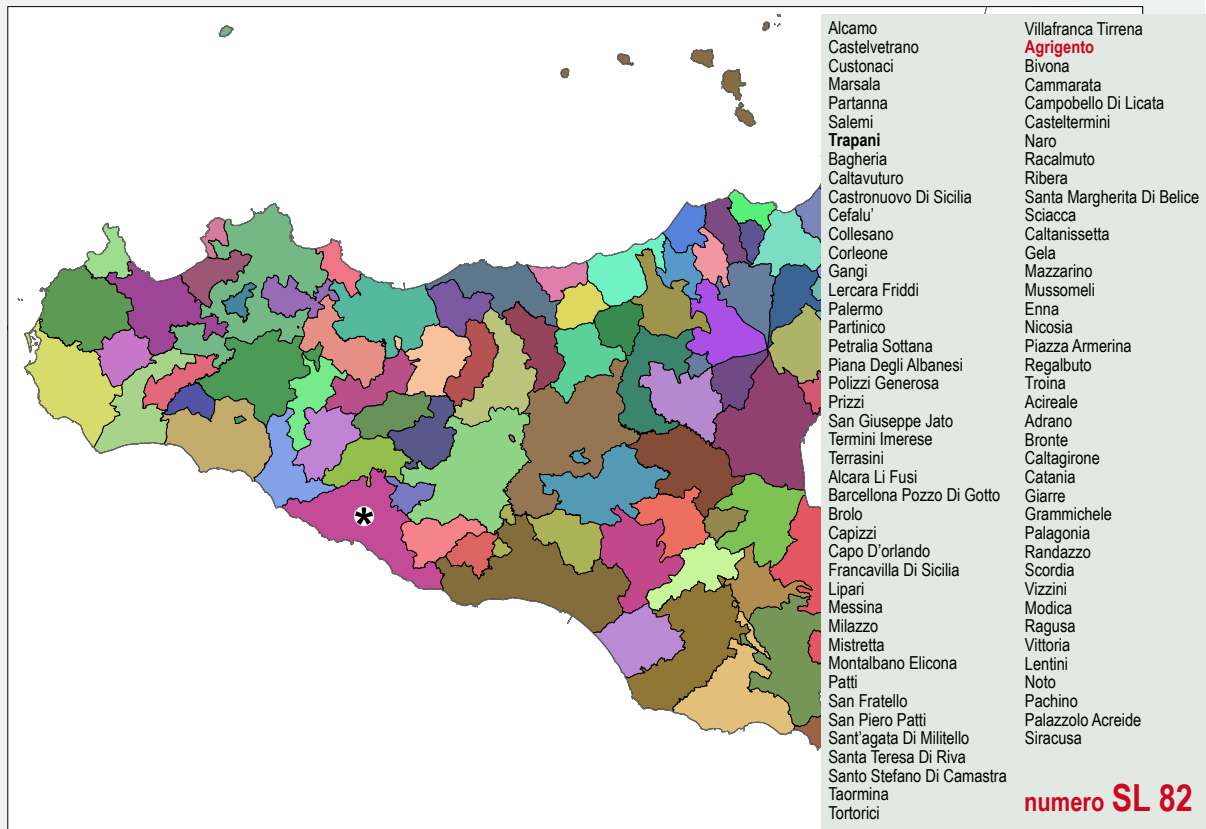 Alcamo
Castelvetrano
Custonaci
Marsala
Partanna
Salemi
Trapani
Bagheria
Caltavuturo
Castronuovo Di Sicilia
Cefalu'
Collesano
Corleone
Gangi
Lercara Friddi
Palermo
Partinico
Petralia Sottana
Piana Degli Albanesi
Polizzi Generosa
Prizzi
San Giuseppe Jato
Termini Imerese
Terrasini
Alcara Li Fusi
Barcellona Pozzo Di Gotto
Brolo
Capizzi
Capo D'orlando
Francavilla Di Sicilia
Lipari
Messina
Milazzo
Mistretta
Montalbano Elicona
Patti
San Fratello
San Piero Patti
Sant'agata Di Militello
Santa Teresa Di Riva
Santo Stefano Di Camastra
Taormina
Tortorici
Villafranca Tirrena
Agrigento
Bivona
Cammarata
Campobello Di Licata
Casteltermini
Naro
Racalmuto
Ribera
Santa Margherita Di Belice
Sciacca
Caltanissetta
Gela
Mazzarino
Mussomeli
Enna
Nicosia
Piazza Armerina
Regalbuto
Troina
Acireale
Adrano
Bronte
Caltagirone
Catania
Giarre
Grammichele
Palagonia
Randazzo
Scordia
Vizzini
Modica
Ragusa
Vittoria
Lentini
Noto
Pachino
Palazzolo Acreide
Siracusa
numero SL 82
*